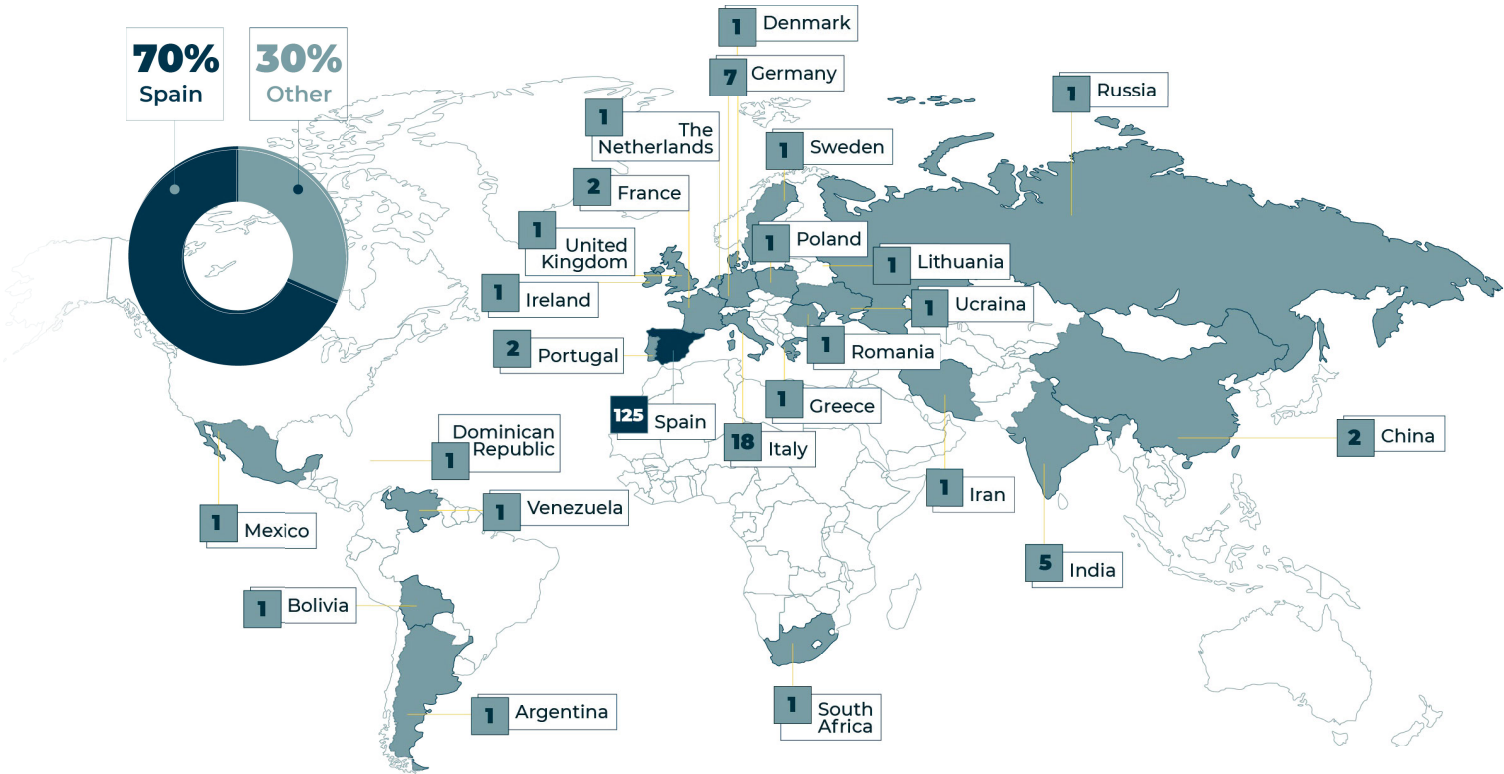 70%
Spain
30%
Other
1
Denmark
7
Germany
1
Russia
1
The
Netherlands
1
Sweden
2
France
1
United
Kingdom
1
Poland
1
Lithuania
1
Ireland
1
Ucraina
2
Portugal
1
Romania
125
Spain
1
Greece
18
Italy
2
China
Dominican
Republic
1
1
Iran
1
Mexico
1
Venezuela
5
India
1
Bolivia
1
Argentina
1
South
Africa